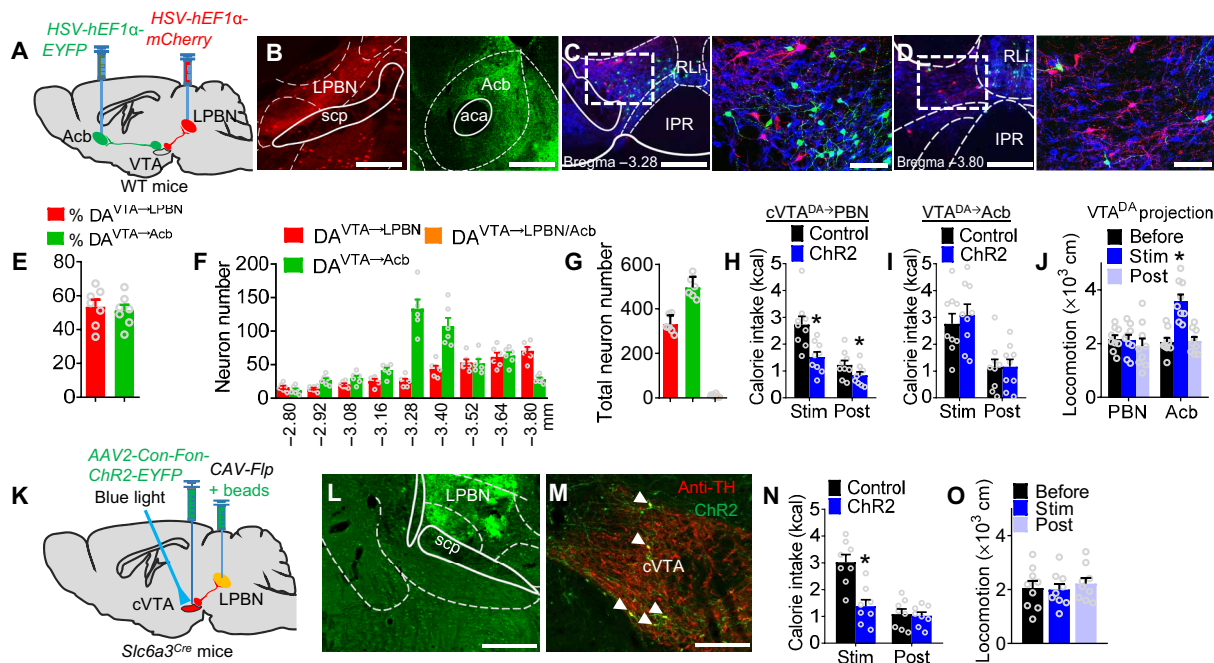 A
HSV-hEF1α-
EYFP
HSV-hEF1α-
mCherry
Acb
LPBN
VTA
WT mice
B
LPBN
scp
Acb
aca
C
RLi
IPR
Bregma −3.28
D
RLi
IPR
Bregma −3.80
% DA^VTA→LPBN
% DA^VTA→Acb
E
60
40
20
0
F
DA^VTA→LPBN
DA^VTA→LPBN/Acb
DA^VTA→Acb
Neuron number
200
150
100
50
0
−2.80
−2.92
−3.08
−3.16
−3.28
−3.40
−3.52
−3.64
−3.80
mm
G
Total neuron number
600
400
200
0
H
cVTA^DA→PBN
Control
ChR2
Calorie intake (kcal)
5
4
3
2
1
0
*
*
Stim
Post
I
VTA^DA→Acb
Control
ChR2
Calorie intake (kcal)
5
4
3
2
1
0
Stim
Post
J
VTA^DA projection
Before
Stim
Post
Locomotion (×10³ cm)
6
4
2
0
*
PBN
Acb
K
AAV2-Con-Fon-
ChR2-EYFP
CAV-Flp
+ beads
Blue light
cVTA
LPBN
Slc6a3^Cre mice
L
LPBN
scp
M
Anti-TH
ChR2
cVTA
N
Control
ChR2
Calorie intake (kcal)
5
4
3
2
1
0
*
Stim
Post
O
Before
Stim
Post
Locomotion (×10³ cm)
6
4
2
0